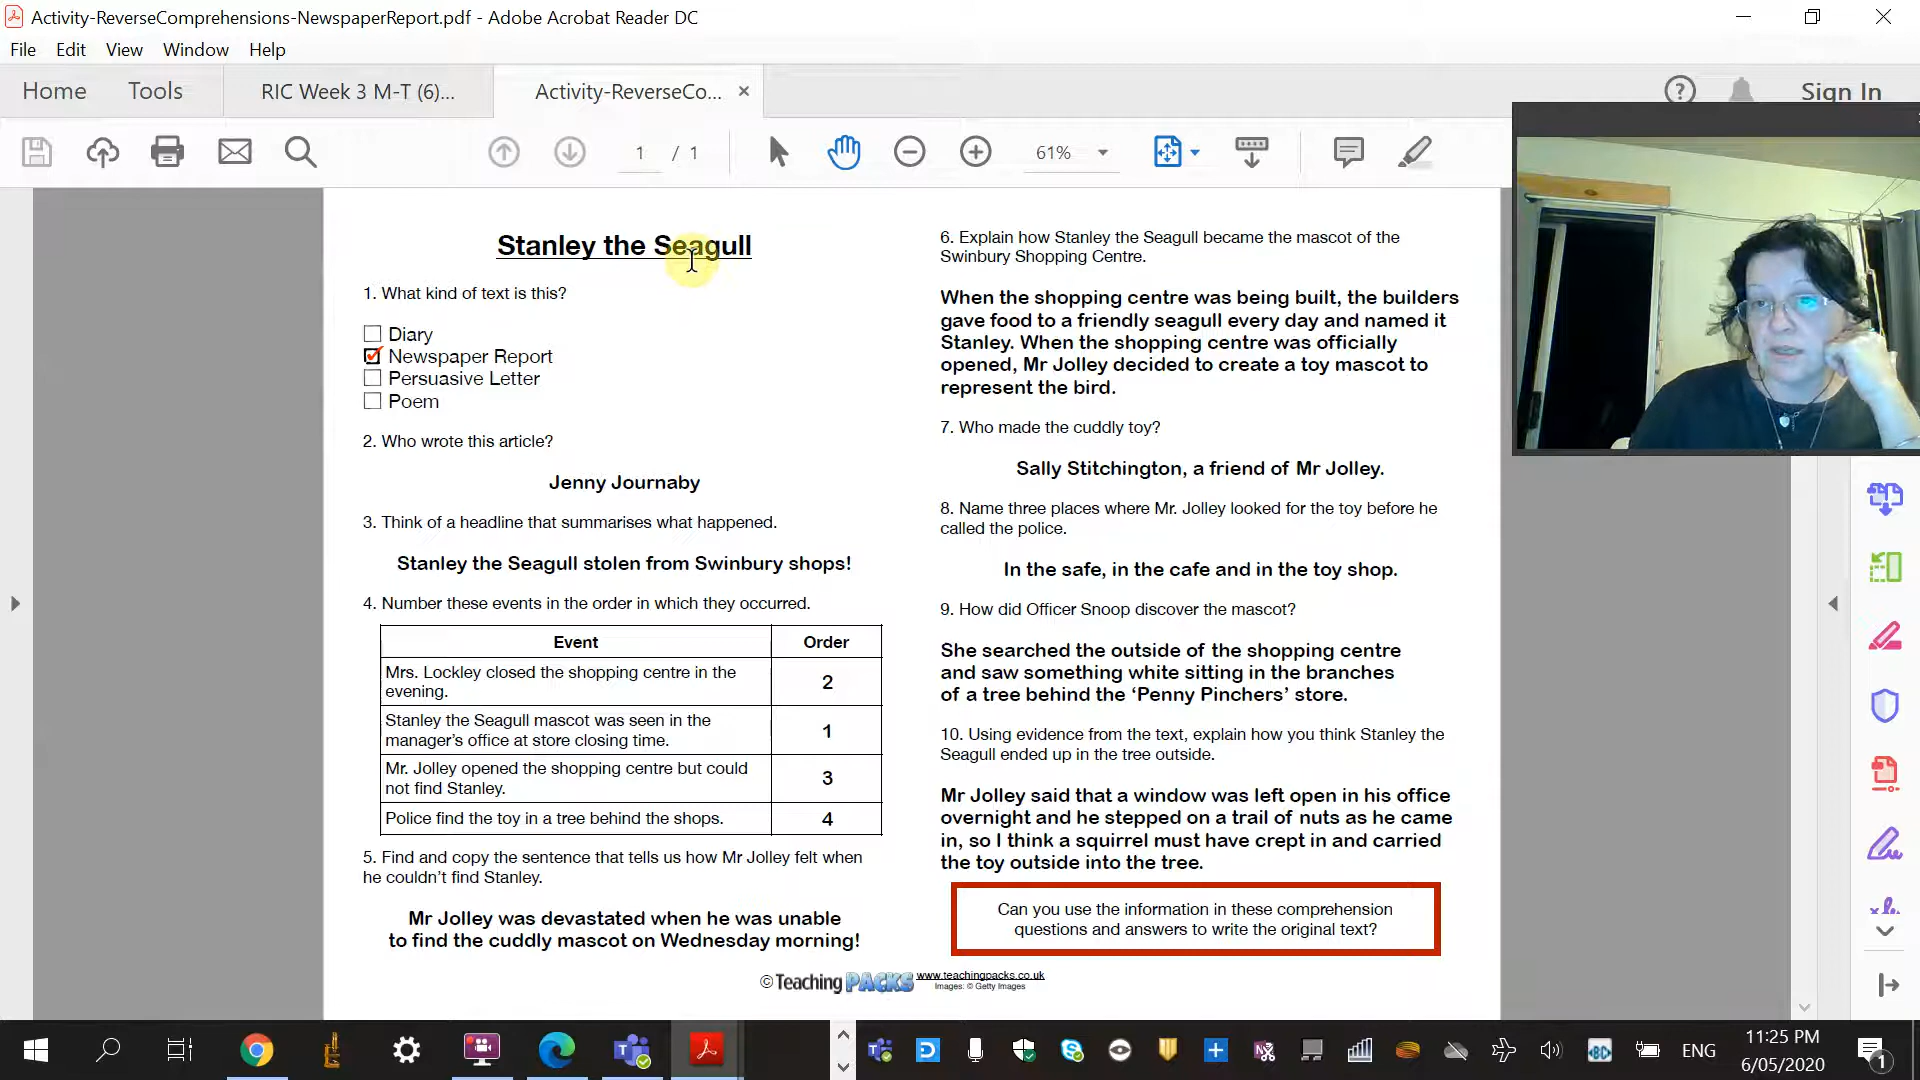 Activity-ReverseComprehensions-NewspaperReport.pdf - Adobe Acrobat Reader DC
File Edit View Window Help
Home Tools RIC Week 3 M-T (6)... Activity-ReverseCo... × Sign In
1 / 1 61%
Stanley the Seagull
1. What kind of text is this?
Diary
Newspaper Report
Persuasive Letter
Poem
2. Who wrote this article?
Jenny Journaby
3. Think of a headline that summarises what happened.
Stanley the Seagull stolen from Swinbury shops!
4. Number these events in the order in which they occurred.
Event Order
Mrs. Lockley closed the shopping centre in the
evening.
2
Stanley the Seagull mascot was seen in the
manager's office at store closing time.
1
Mr. Jolley opened the shopping centre but could
not find Stanley.
3
Police find the toy in a tree behind the shops. 4
5. Find and copy the sentence that tells us how Mr Jolley felt when
he couldn't find Stanley.
Mr Jolley was devastated when he was unable
to find the cuddly mascot on Wednesday morning!
6. Explain how Stanley the Seagull became the mascot of the
Swinbury Shopping Centre.
When the shopping centre was being built, the builders
gave food to a friendly seagull every day and named it
Stanley. When the shopping centre was officially
opened, Mr Jolley decided to create a toy mascot to
represent the bird.
7. Who made the cuddly toy?
Sally Stitchington, a friend of Mr Jolley.
8. Name three places where Mr. Jolley looked for the toy before he
called the police.
In the safe, in the cafe and in the toy shop.
9. How did Officer Snoop discover the mascot?
She searched the outside of the shopping centre
and saw something white sitting in the branches
of a tree behind the 'Penny Pinchers' store.
10. Using evidence from the text, explain how you think Stanley the
Seagull ended up in the tree outside.
Mr Jolley said that a window was left open in his office
overnight and he stepped on a trail of nuts as he came
in, so I think a squirrel must have crept in and carried
the toy outside into the tree.
Can you use the information in these comprehension
questions and answers to write the original text?
© Teaching PACKS www.teachingpacks.co.uk
Images: © Getty Images
ENG 11:25 PM
6/05/2020
1